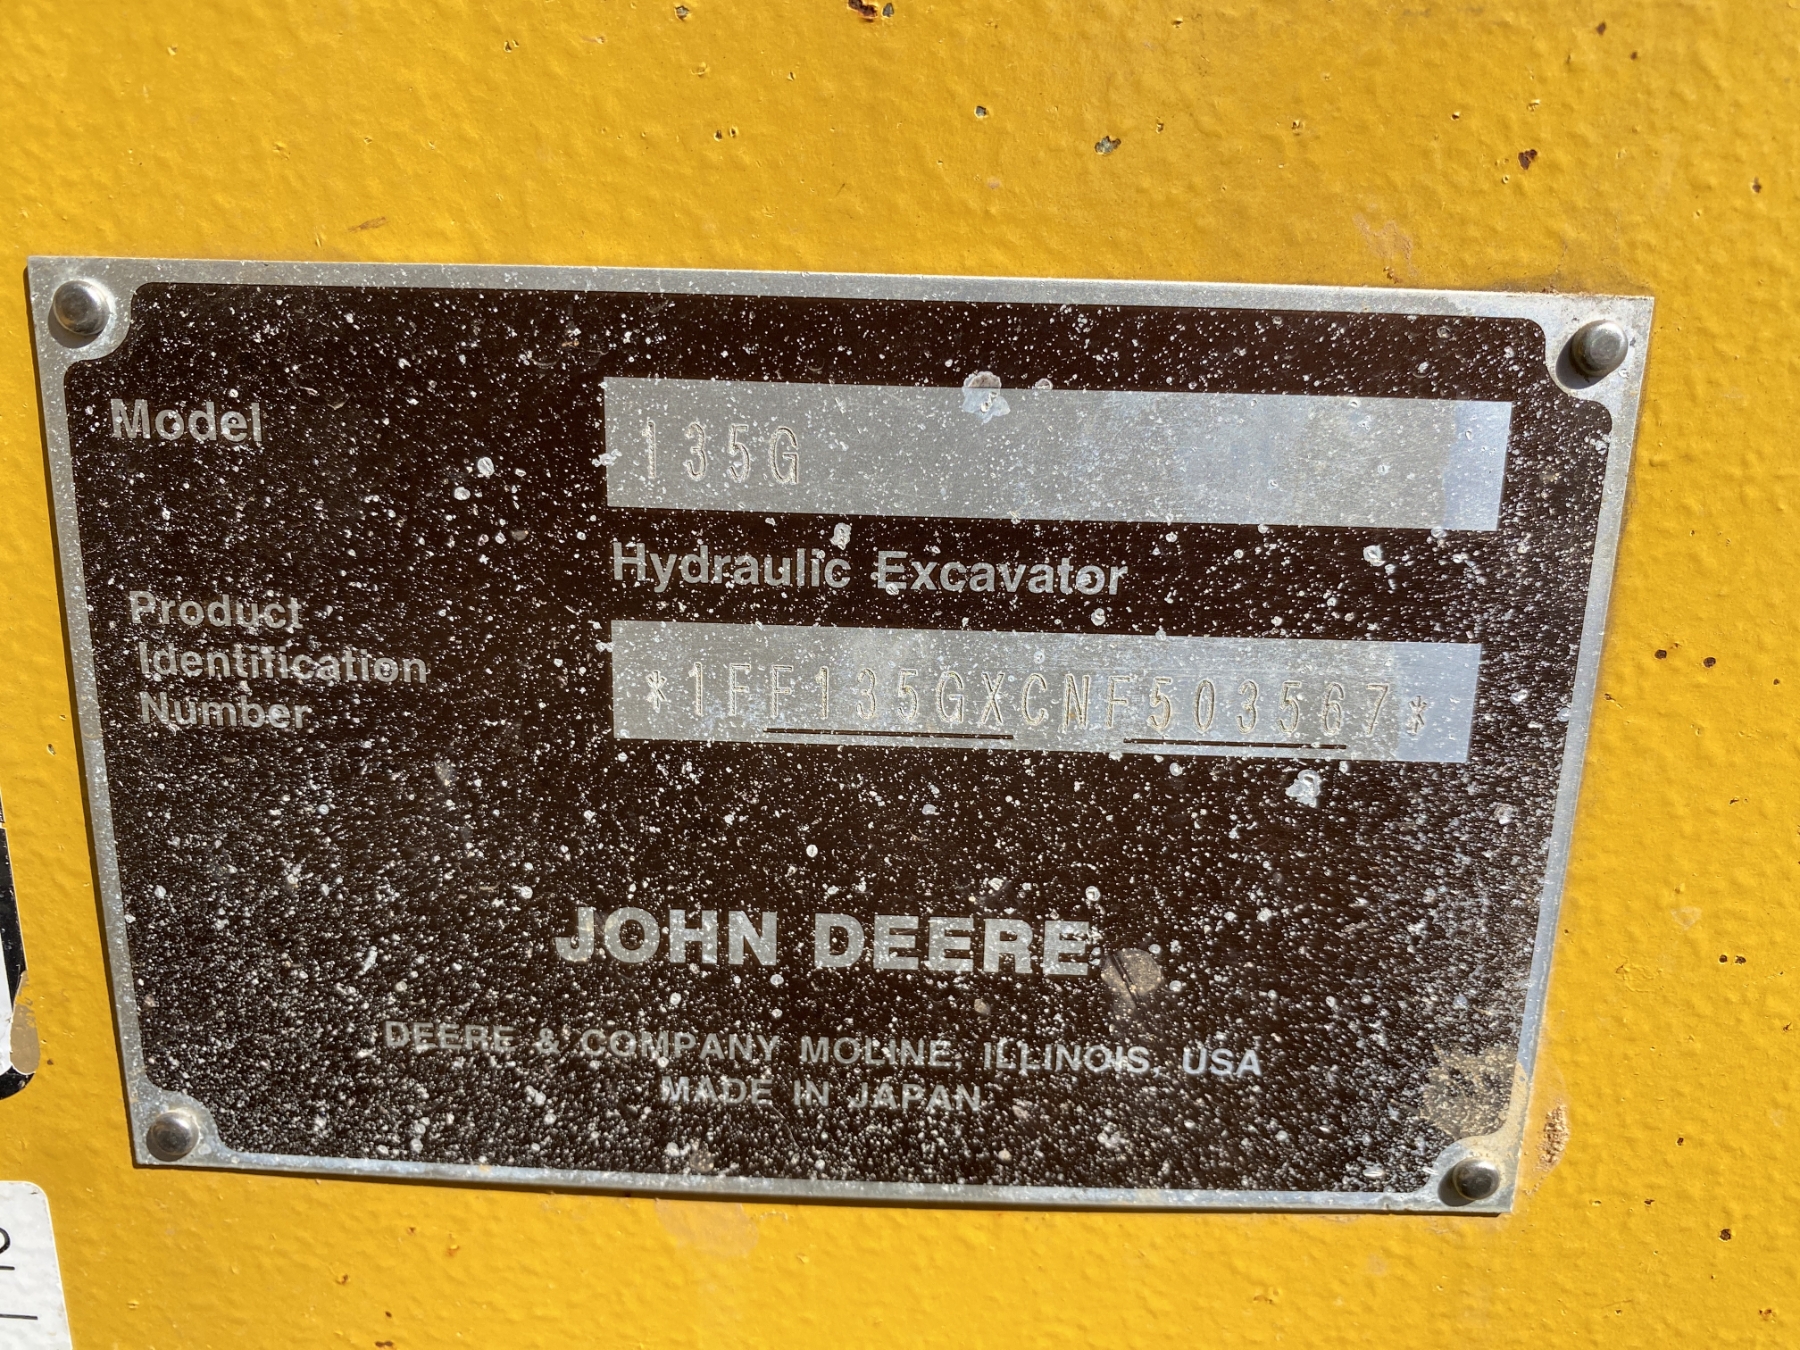 Model
135G
Hydraulic Excavator
Product
Identification
Number
*1FF135GXCNF503567*
JOHN DEERE
DEERE & COMPANY MOLINE, ILLINOIS, USA
MADE IN JAPAN